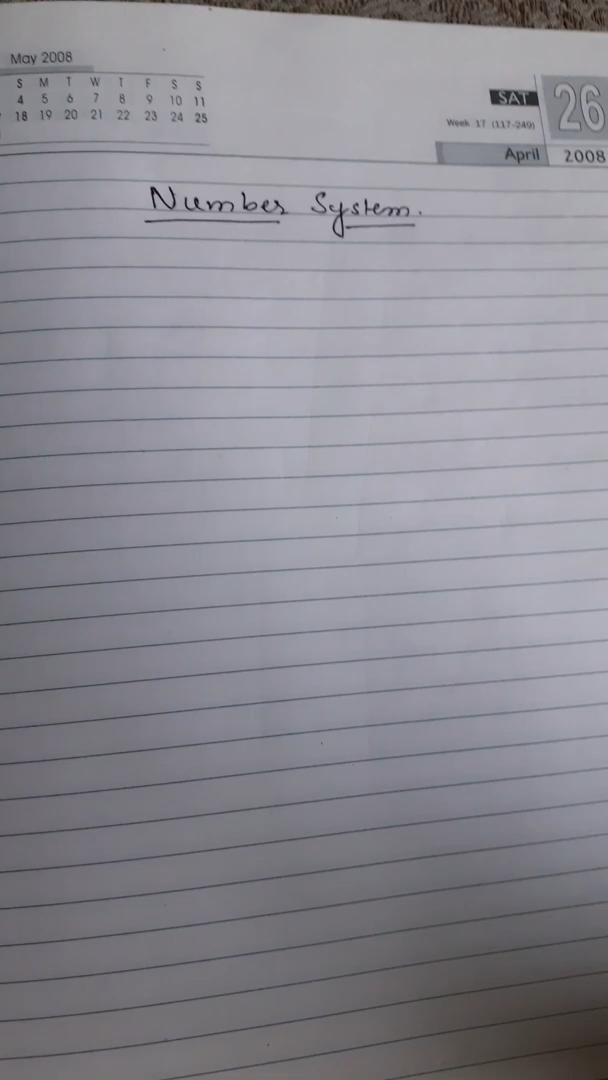 May 2008
S M T W T F S S
4 5 6 7 8 9 10 11
18 19 20 21 22 23 24 25
SAT
26
Week 17 (117-249)
April 2008
Number System.